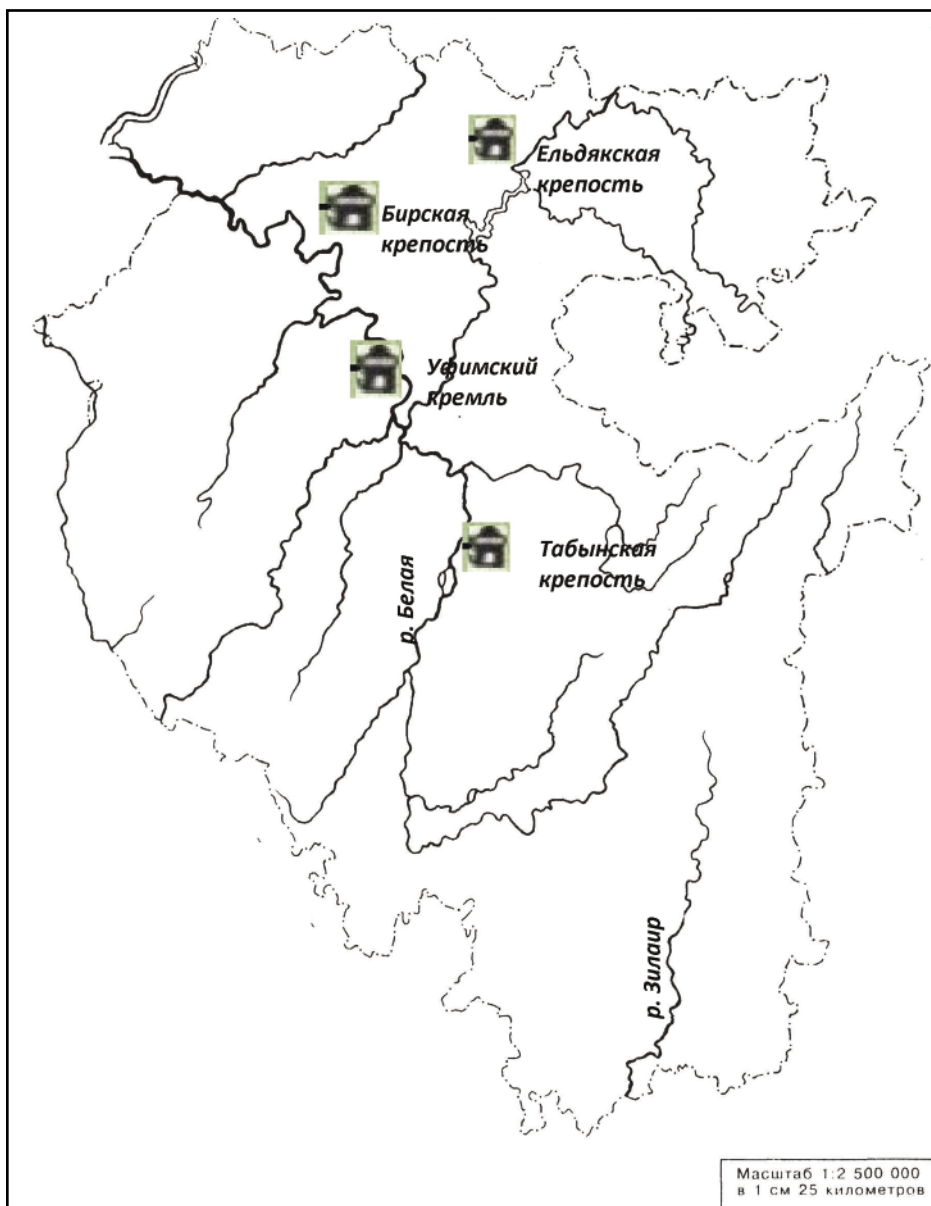 Ельдякская
крепость
Бирская
крепость
Уфимский
кремль
Табынская
крепость
р. Белая
р. Зилаир
Масштаб 1:2 500 000
в 1 см 25 километров